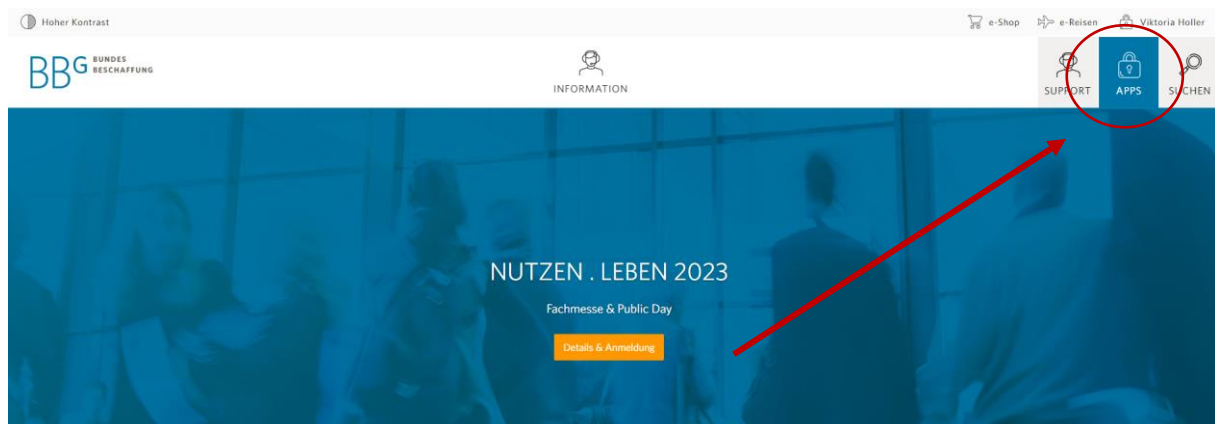 Hoher Kontrast
e-Shop e-Reisen Viktoria Holler
BBG BUNDES
BESCHAFFUNG
INFORMATION
SUPPORT APPS SUCHEN
NUTZEN . LEBEN 2023
Fachmesse & Public Day
Details & Anmeldung